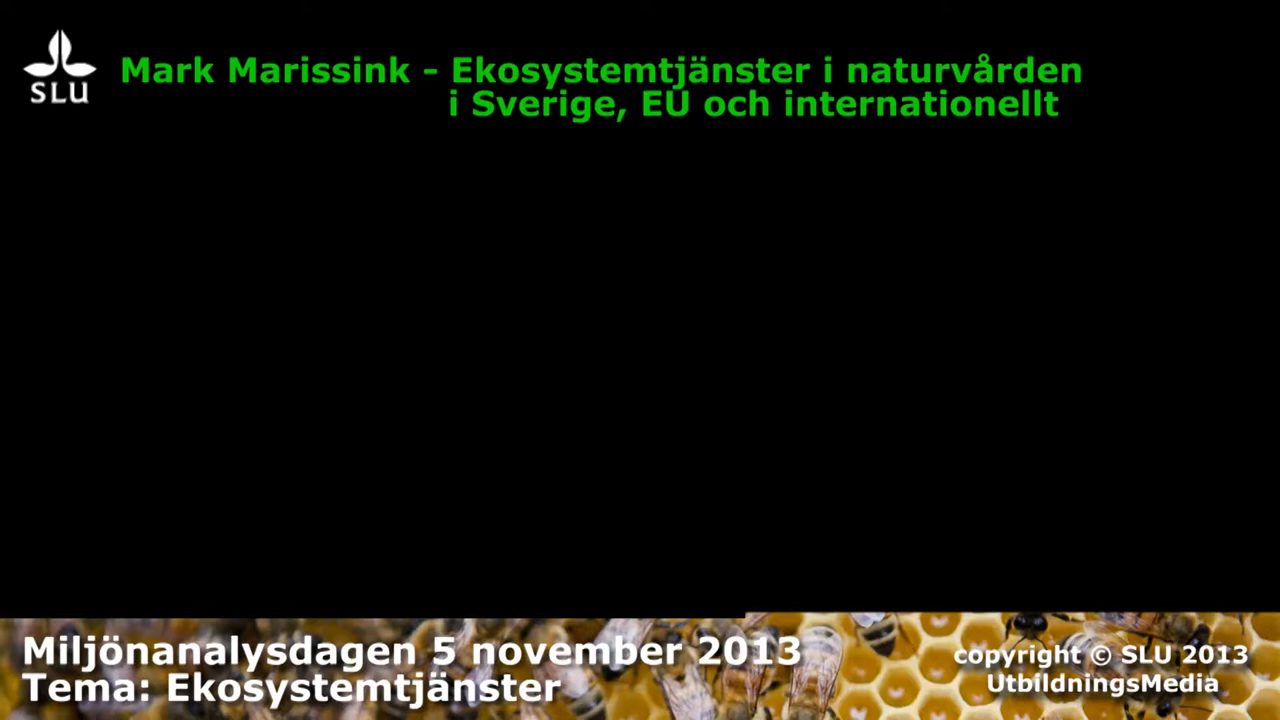 SLU
Mark Marissink - Ekosystemtjänster i naturvården
i Sverige, EU och internationellt
Miljönanalysdagen 5 november 2013
Tema: Ekosystemtjänster
copyright © SLU 2013
UtbildningsMedia